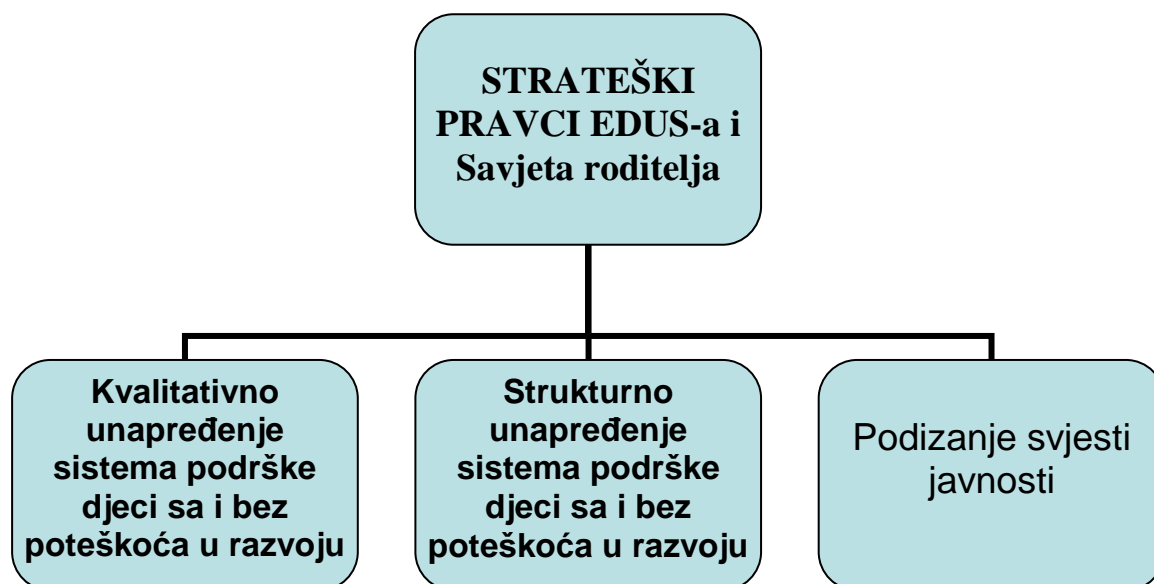 STRATEŠKI
PRAVCI EDUS-a i
Savjeta roditelja
Kvalitativno
unapređenje
sistema podrške
djeci sa i bez
poteškoća u razvoju
Strukturno
unapređenje
sistema podrške
djeci sa i bez
poteškoća u razvoju
Podizanje svjesti
javnosti